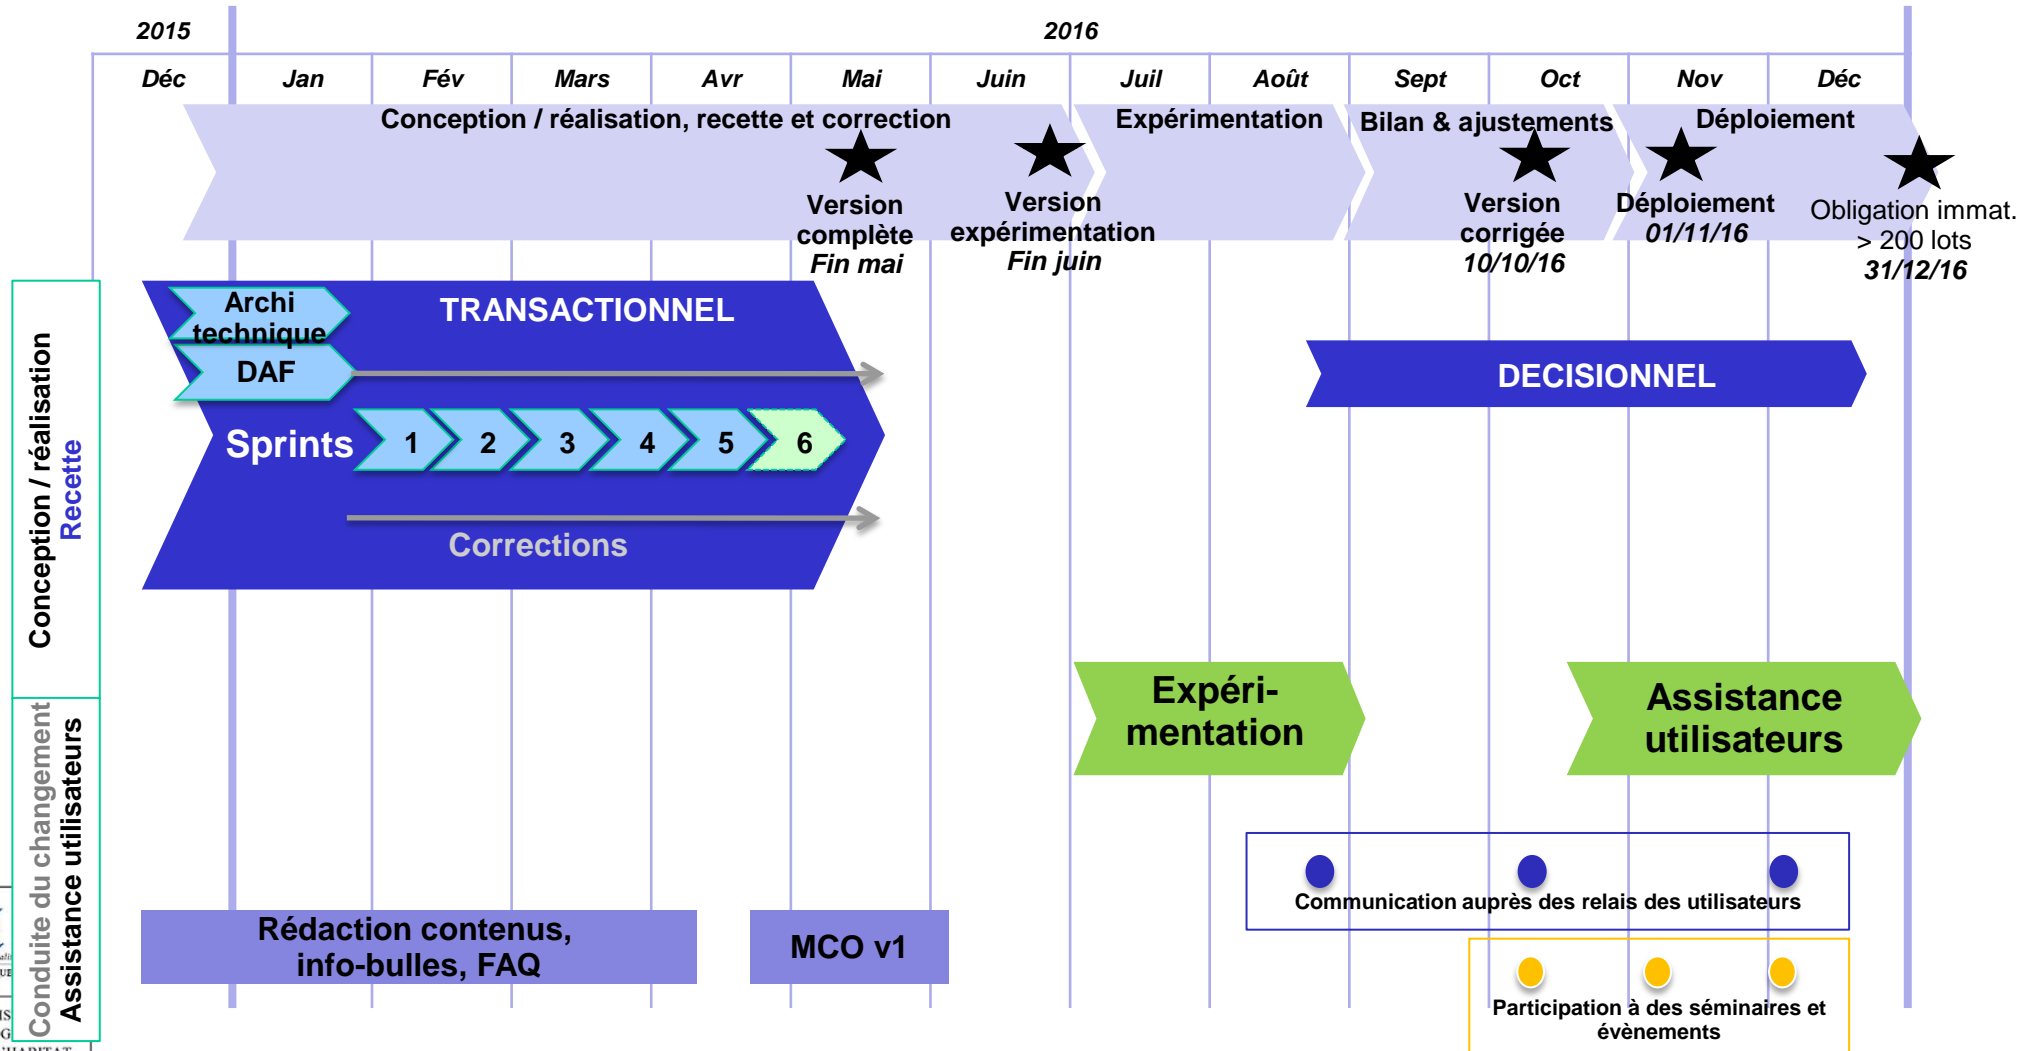 2015
2016
Déc
Jan
Fév
Mars
Avr
Mai
Juin
Juil
Août
Sept
Oct
Nov
Déc
Conception / réalisation, recette et correction
Expérimentation
Bilan & ajustements
Déploiement
Version
complète
Fin mai
Version
expérimentation
Fin juin
Version
corrigée
10/10/16
Déploiement
01/11/16
Obligation immat.
> 200 lots
31/12/16
Conception / réalisation
Recette
Archi
technique
TRANSACTIONNEL
DAF
DECISIONNEL
Sprints
1
2
3
4
5
6
Corrections
Conduite du changement
Assistance utilisateurs
Expéri-
mentation
Assistance
utilisateurs
Communication auprès des relais des utilisateurs
Rédaction contenus,
info-bulles, FAQ
MCO v1
Participation à des séminaires et
évènements